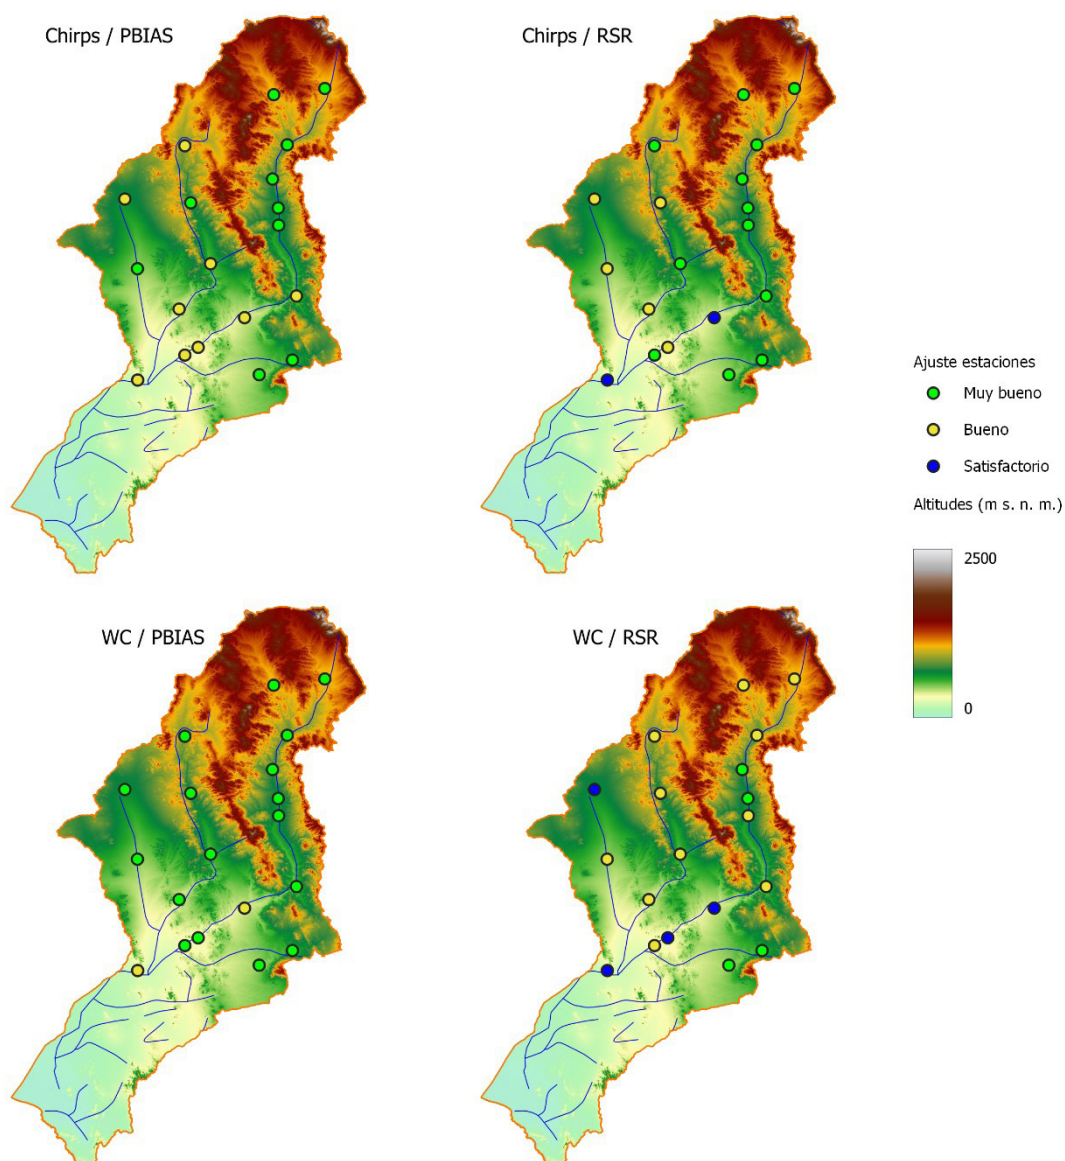 Chirps / PBIAS
Chirps / RSR
Ajuste estaciones
Muy bueno
Bueno
Satisfactorio
Altitudes (m s. n. m.)
2500
0
WC / PBIAS
WC / RSR